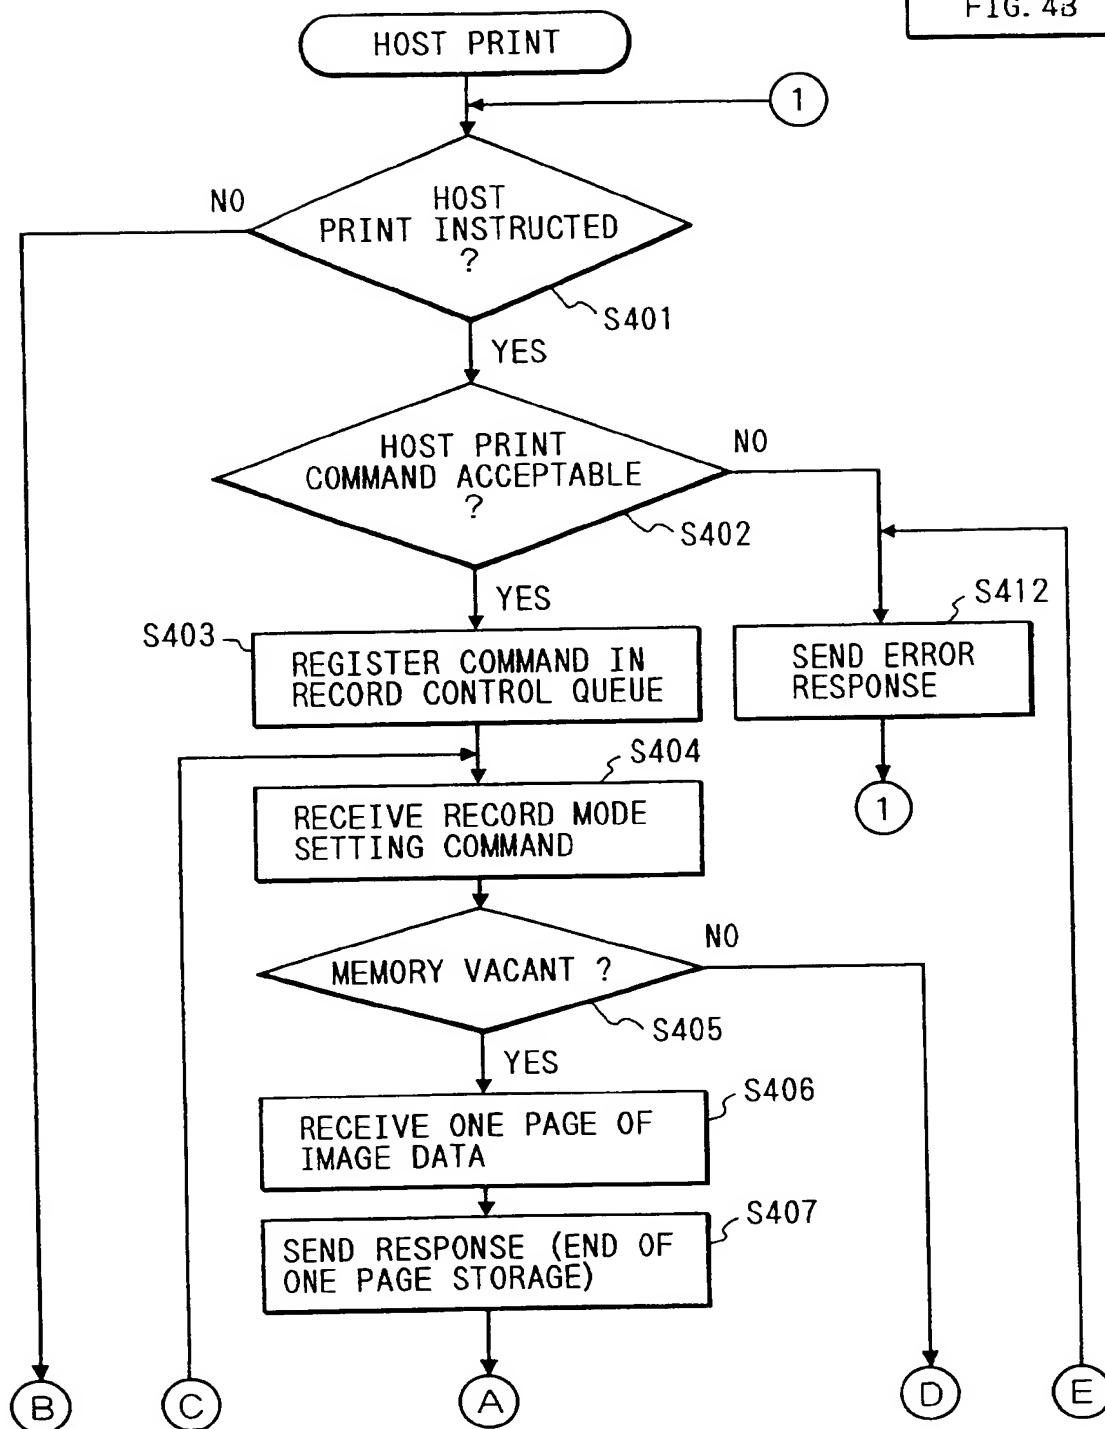 FIG. 4B
HOST PRINT
1
NO
HOST
PRINT INSTRUCTED
?
S401
YES
HOST PRINT
COMMAND ACCEPTABLE
?
NO
S402
YES
S412
S403
REGISTER COMMAND IN
RECORD CONTROL QUEUE
SEND ERROR
RESPONSE
S404
1
RECEIVE RECORD MODE
SETTING COMMAND
NO
MEMORY VACANT ?
S405
YES
S406
RECEIVE ONE PAGE OF
IMAGE DATA
S407
SEND RESPONSE (END OF
ONE PAGE STORAGE)
B
C
A
D
E